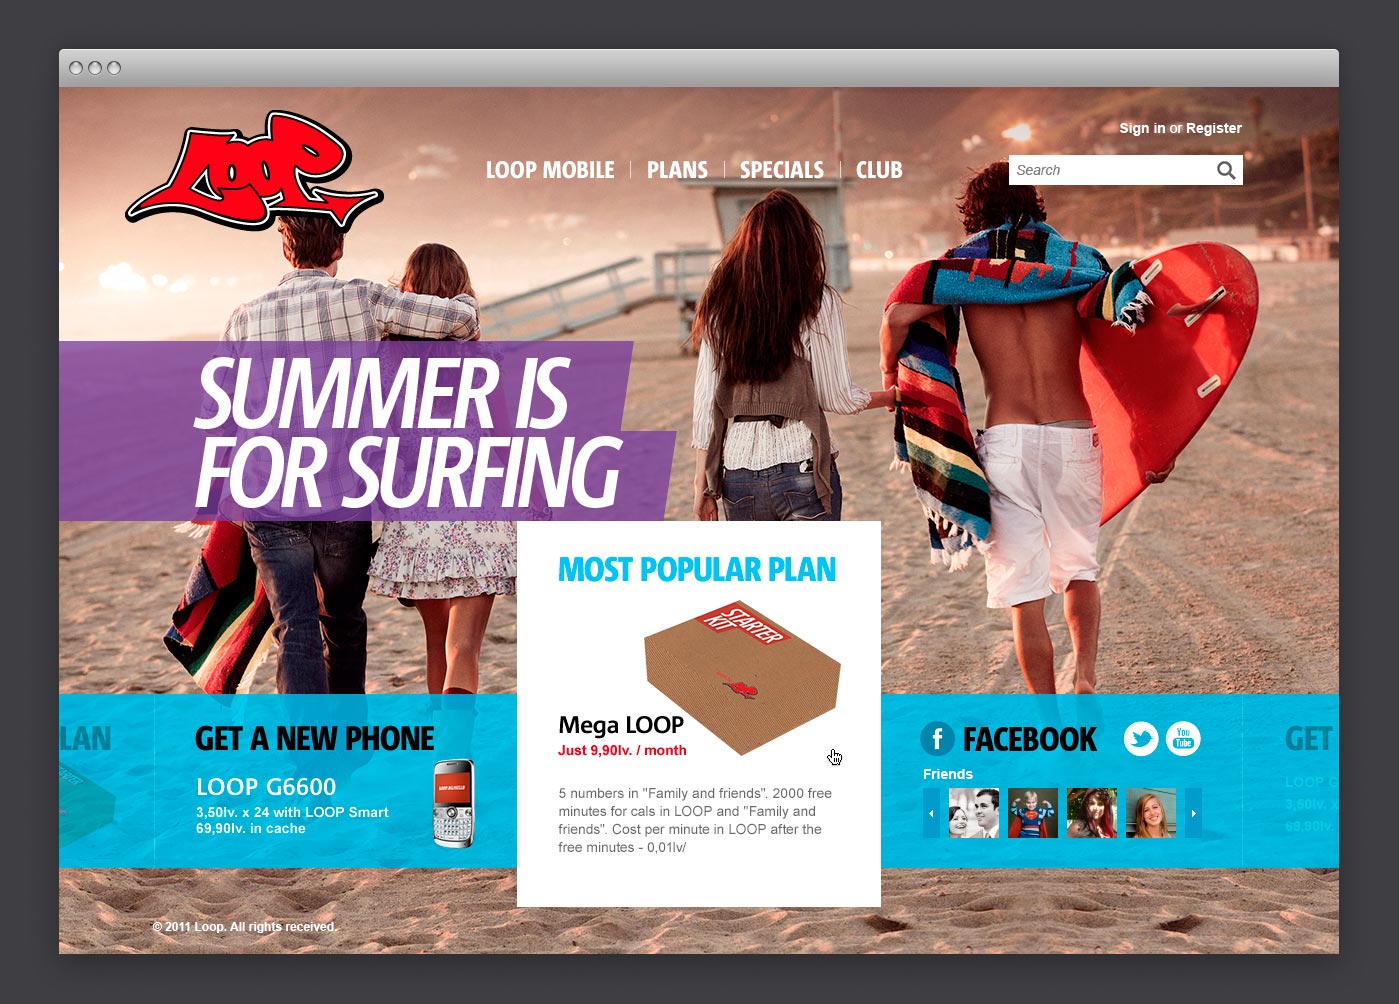 LOOP
LOOP MOBILE
PLANS
SPECIALS
CLUB
Sign in or Register
Search
SUMMER IS
FOR SURFING
MOST POPULAR PLAN
STARTER
KIT
Mega LOOP
Just 9,90lv. / month
5 numbers in "Family and friends". 2000 free
minutes for cals in LOOP and "Family and
friends". Cost per minute in LOOP after the
free minutes - 0,01lv/
LAN
GET A NEW PHONE
LOOP G6600
3,50lv. x 24 with LOOP Smart
69,90lv. in cache
f FACEBOOK
You
Tube
Friends
GET
LOOP G
3,50lv. x
69,90lv.
© 2011 Loop. All rights received.